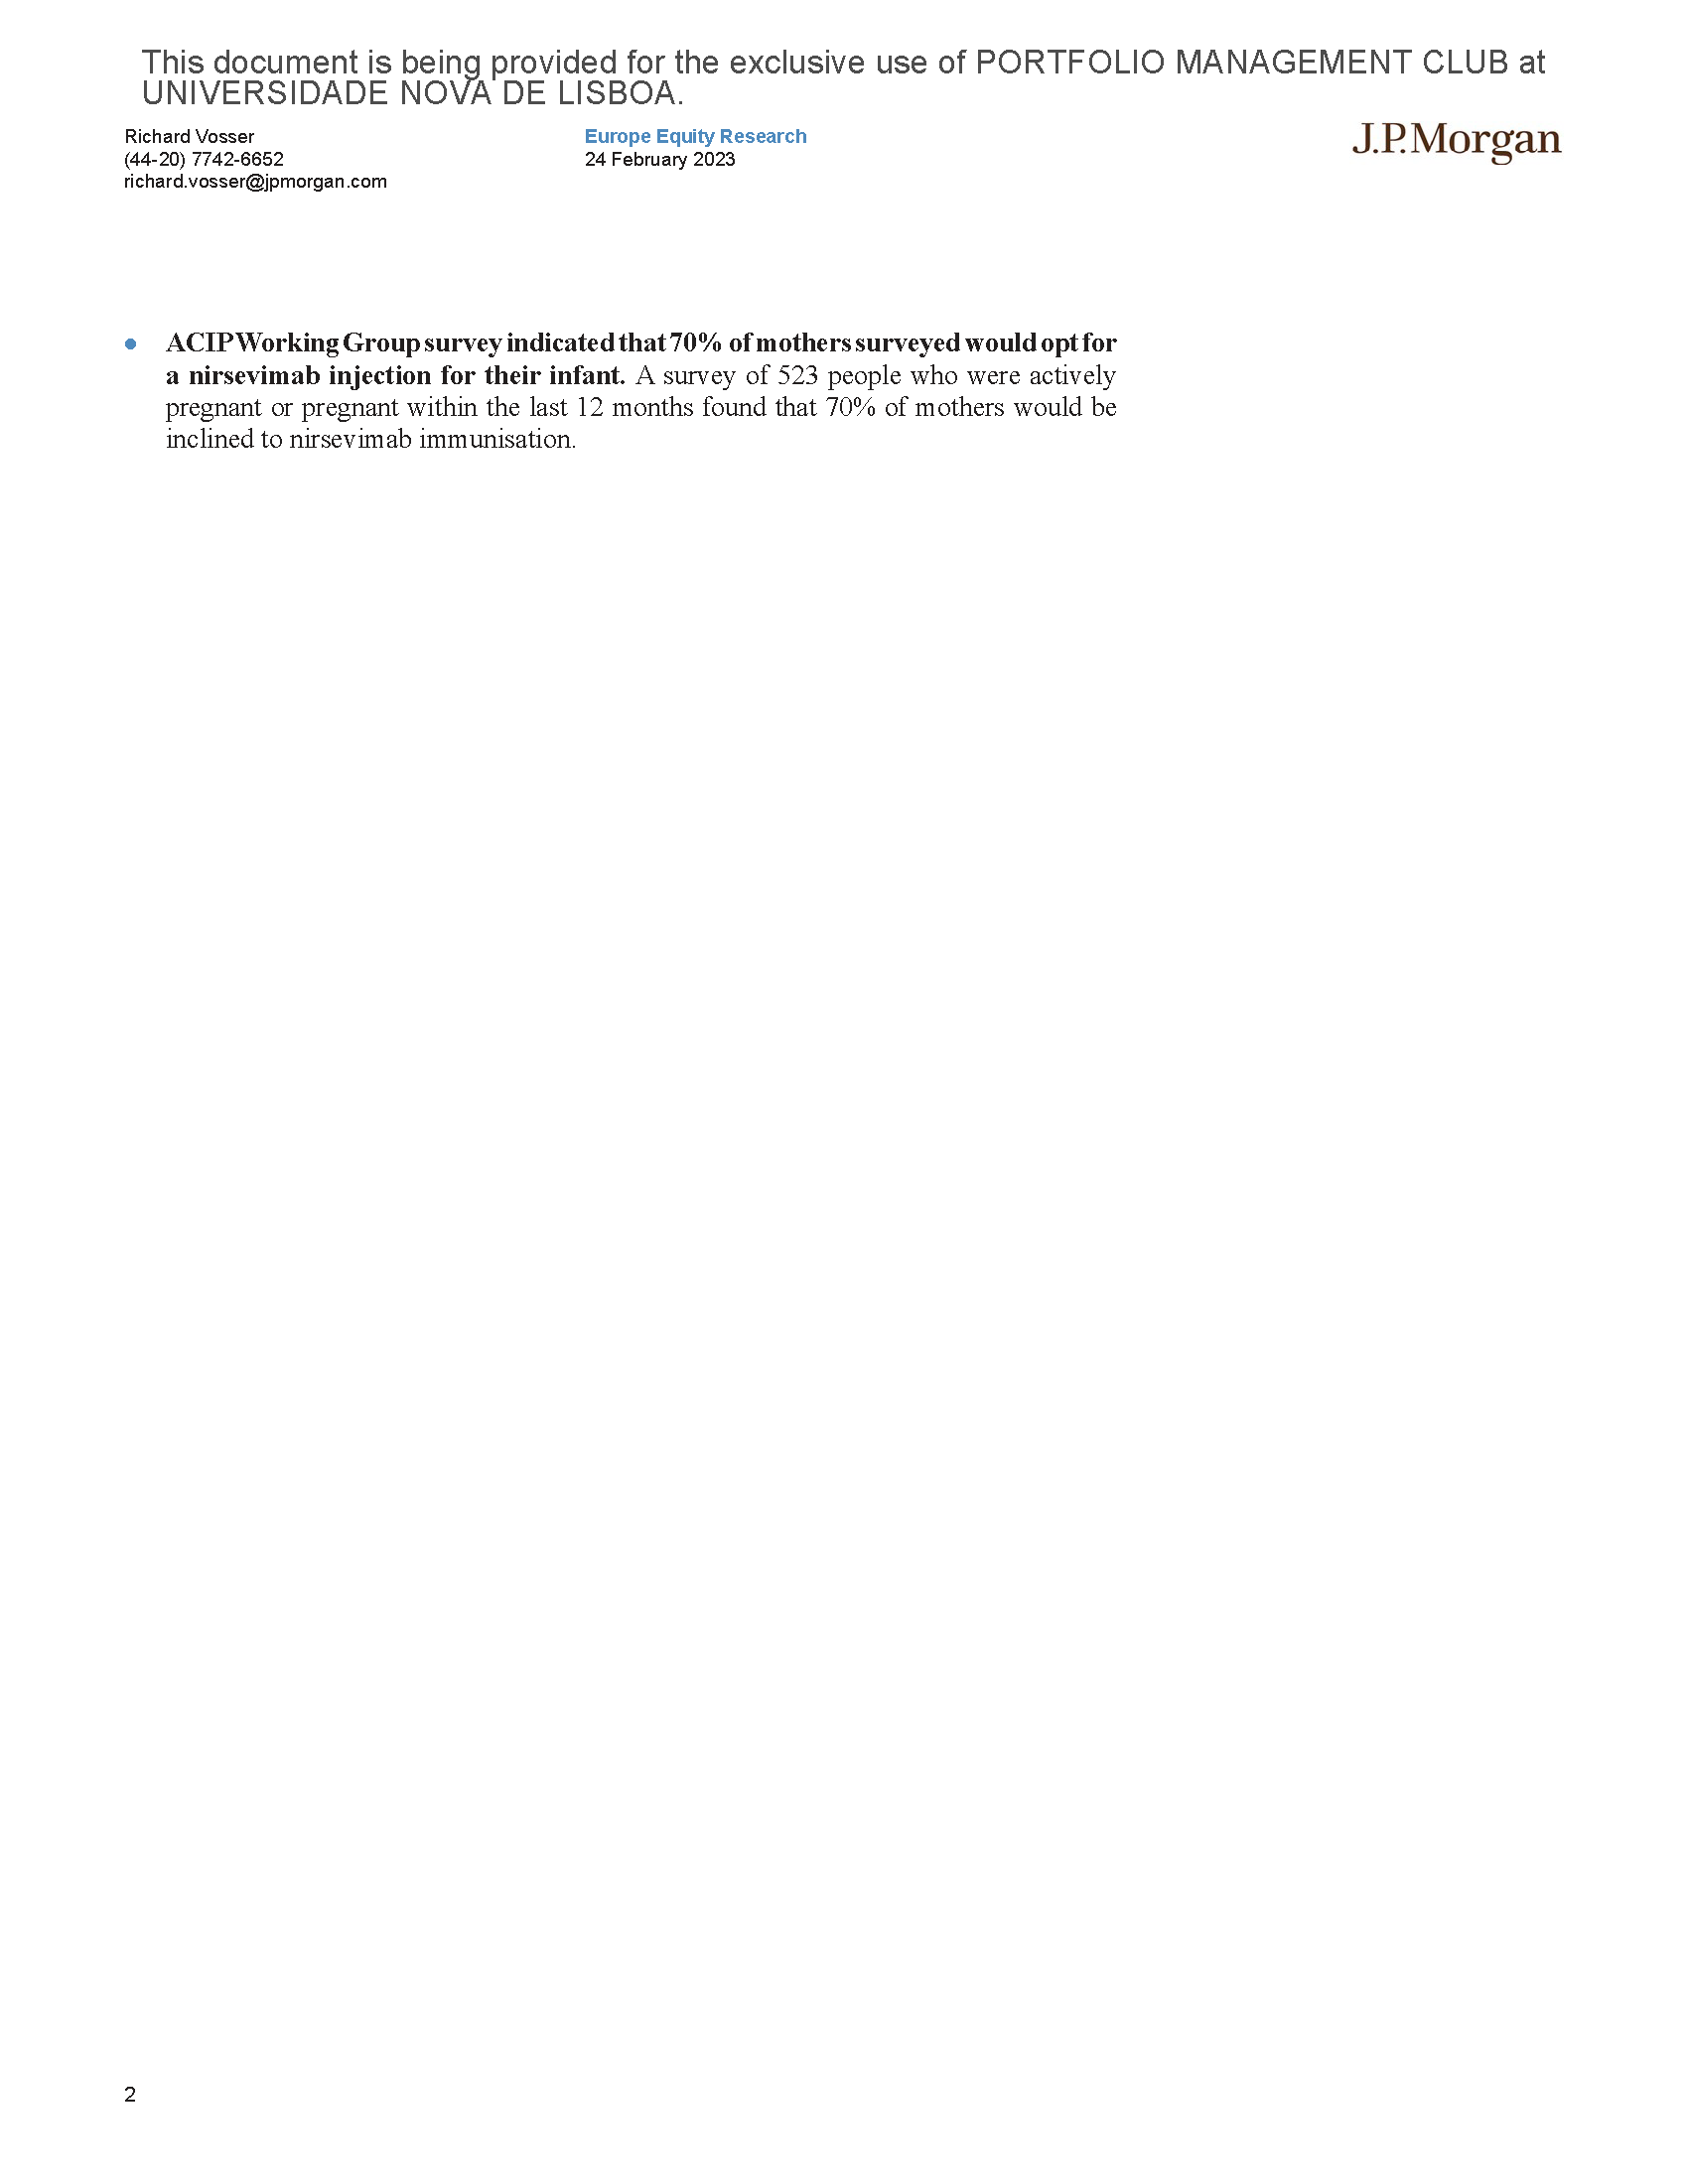 This document is being provided for the exclusive use of PORTFOLIO MANAGEMENT CLUB at
UNIVERSIDADE NOVA DE LISBOA.
Richard Vosser
(44-20) 7742-6652
richard.vosser@jpmorgan.com
Europe Equity Research
24 February 2023
J.P.Morgan
• ACIP Working Group survey indicated that 70% of mothers surveyed would opt for
a nirsevimab injection for their infant. A survey of 523 people who were actively
pregnant or pregnant within the last 12 months found that 70% of mothers would be
inclined to nirsevimab immunisation.
2